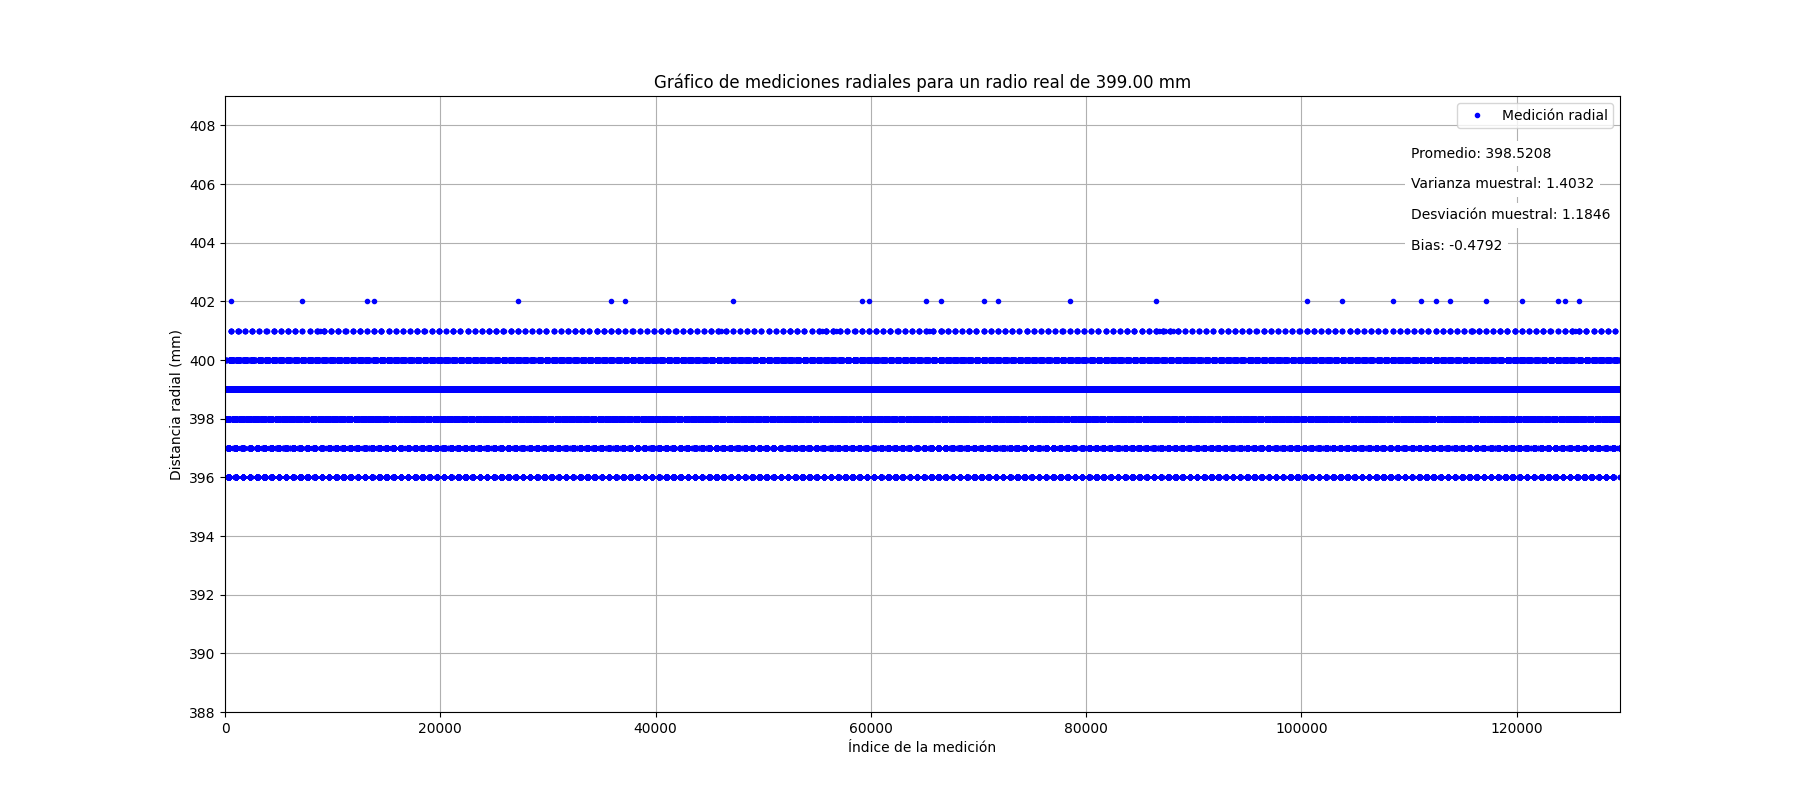 Gráfico de mediciones radiales para un radio real de 399.00 mm
Medición radial
Promedio: 398.5208
Varianza muestral: 1.4032
Desviación muestral: 1.1846
Bias: -0.4792
Distancia radial (mm)
408
406
404
402
400
398
396
394
392
390
388
0
20000
40000
60000
80000
100000
120000
Índice de la medición